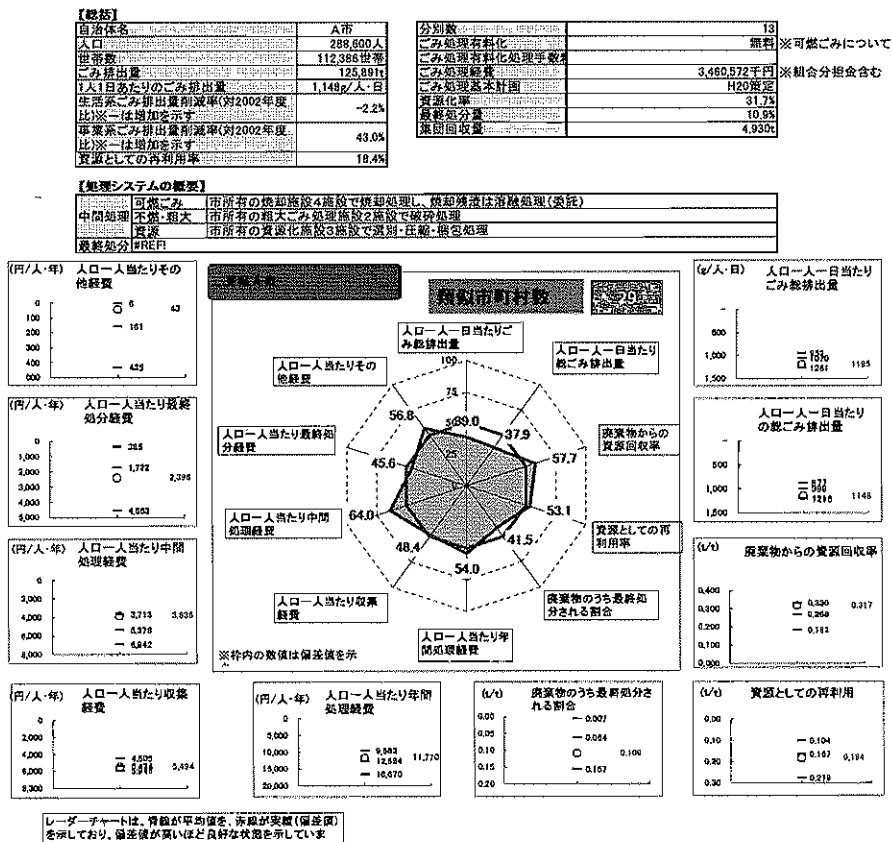 【総括】
自治体名 A市
人口 288,600人
世帯数 112,386世帯
ごみ排出量 125,891t
1人1日あたりのごみ排出量 1,148g/人・日
生活系ごみ排出量削減率(対2002年度比)※－は増加を示す -2.2%
事業系ごみ排出量削減率(対2002年度比)※－は増加を示す 43.0%
資源としての再利用率 18.4%
分別数 13
ごみ処理有料化 無料 ※可燃ごみについて
ごみ処理有料化処理手数
ごみ処理経費 3,460,572千円 ※組合分担金含む
ごみ処理基本計画 H20策定
資源化率 31.7%
最終処分量 10.9%
集団回収量 4,930t
【処理システムの概要】
中間処理
可燃ごみ 市所有の焼却施設4施設で焼却処理し、焼却残渣は溶融処理(委託)
不燃・粗大 市所有の粗大ごみ処理施設2施設で破砕処理
資源 市所有の資源化施設3施設で選別・圧縮・梱包処理
最終処分 #REF!
(円/人・年) 人口一人当たりその他経費
0
100
200
300
400
6
43
161
435
(円/人・年) 人口一人当たり最終処分経費
0
1,000
2,000
3,000
4,000
5,000
1,732
2,396
(円/人・年) 人口一人当たり中間処理経費
0
2,000
4,000
6,000
8,000
3,713
6,842
(円/人・年) 人口一人当たり収集経費
0
2,000
4,000
6,000
4,505
類似市町村数
人口一人一日当たりごみ総排出量
人口一人一日当たり総ごみ排出量
廃棄物からの資源回収率
資源としての再利用率
廃棄物のうち最終処分される割合
人口一人当たり年間処理経費
人口一人当たり収集経費
人口一人当たり中間処理経費
人口一人当たり最終処分経費
人口一人当たりその他経費
100
75
25
39.0
37.9
57.7
53.1
41.5
54.0
48.4
64.0
45.6
56.8
※枠内の数値は偏差値を示
(円/人・年) 人口一人当たり年間処理経費
0
5,000
10,000
15,000
20,000
12,584
11,770
16,670
(t/t) 廃棄物のうち最終処分される割合
0.00
0.05
0.10
0.15
0.20
0.007
0.064
0.109
0.157
(g/人・日) 人口一人一日当たりごみ総排出量
500
1,000
1,500
1070
1195
(g/人・日) 人口一人一日当たりの総ごみ排出量
500
1,000
1,500
1148
(t/t) 廃棄物からの資源回収率
0.400
0.300
0.200
0.100
0.000
0.330
0.317
(t/t) 資源としての再利用
0.00
0.10
0.20
0.30
0.104
0.167
0.184
レーダーチャートは、青線が平均値を、赤線が実績(偏差値)
を示しており、偏差値が高いほど良好な状態を示していま